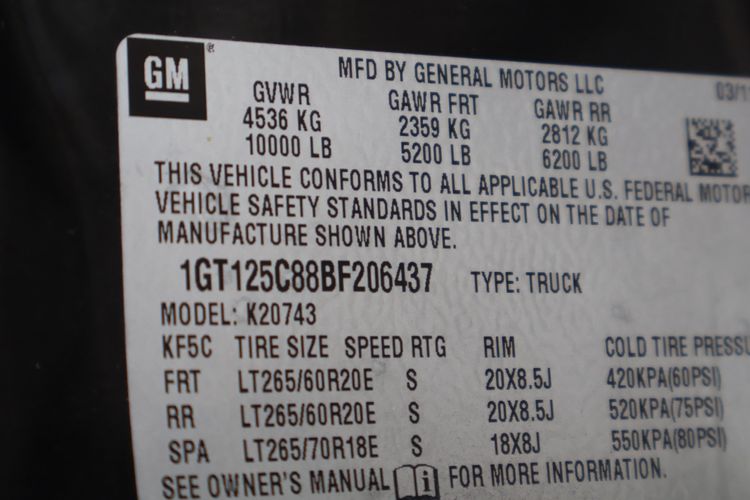 GM®
MFD BY GENERAL MOTORS LLC
GVWR GAWR FRT GAWR RR
4536 KG 2359 KG 2812 KG
10000 LB 5200 LB 6200 LB
THIS VEHICLE CONFORMS TO ALL APPLICABLE U.S. FEDERAL MOTOR
VEHICLE SAFETY STANDARDS IN EFFECT ON THE DATE OF
MANUFACTURE SHOWN ABOVE.
1GT125C88BF206437 TYPE: TRUCK
MODEL: K20743
KF5C TIRE SIZE SPEED RTG RIM COLD TIRE PRESSU
FRT LT265/60R20E S 20X8.5J 420KPA(60PSI)
RR LT265/60R20E S 20X8.5J 520KPA(75PSI)
SPA LT265/70R18E S 18X8J 550KPA(80PSI)
SEE OWNER'S MANUAL i FOR MORE INFORMATION.